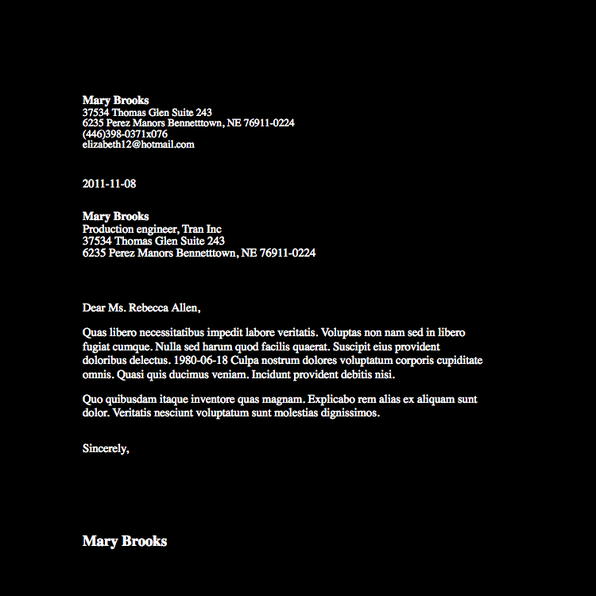 Mary Brooks
37534 Thomas Glen Suite 243
6235 Perez Manors Bennetttown, NE 76911-0224
(446)398-0371x076
elizabeth12@hotmail.com
2011-11-08
Mary Brooks
Production engineer, Tran Inc
37534 Thomas Glen Suite 243
6235 Perez Manors Bennetttown, NE 76911-0224
Dear Ms. Rebecca Allen,
Quas libero necessitatibus impedit labore veritatis. Voluptas non nam sed in libero
fugiat cumque. Nulla sed harum quod facilis quaerat. Suscipit eius provident
doloribus delectus. 1980-06-18 Culpa nostrum dolores voluptatum corporis cupiditate
omnis. Quasi quis ducimus veniam. Incidunt provident debitis nisi.
Quo quibusdam itaque inventore quas magnam. Explicabo rem alias ex aliquam sunt
dolor. Veritatis nesciunt voluptatum sunt molestias dignissimos.
Sincerely,
Mary Brooks